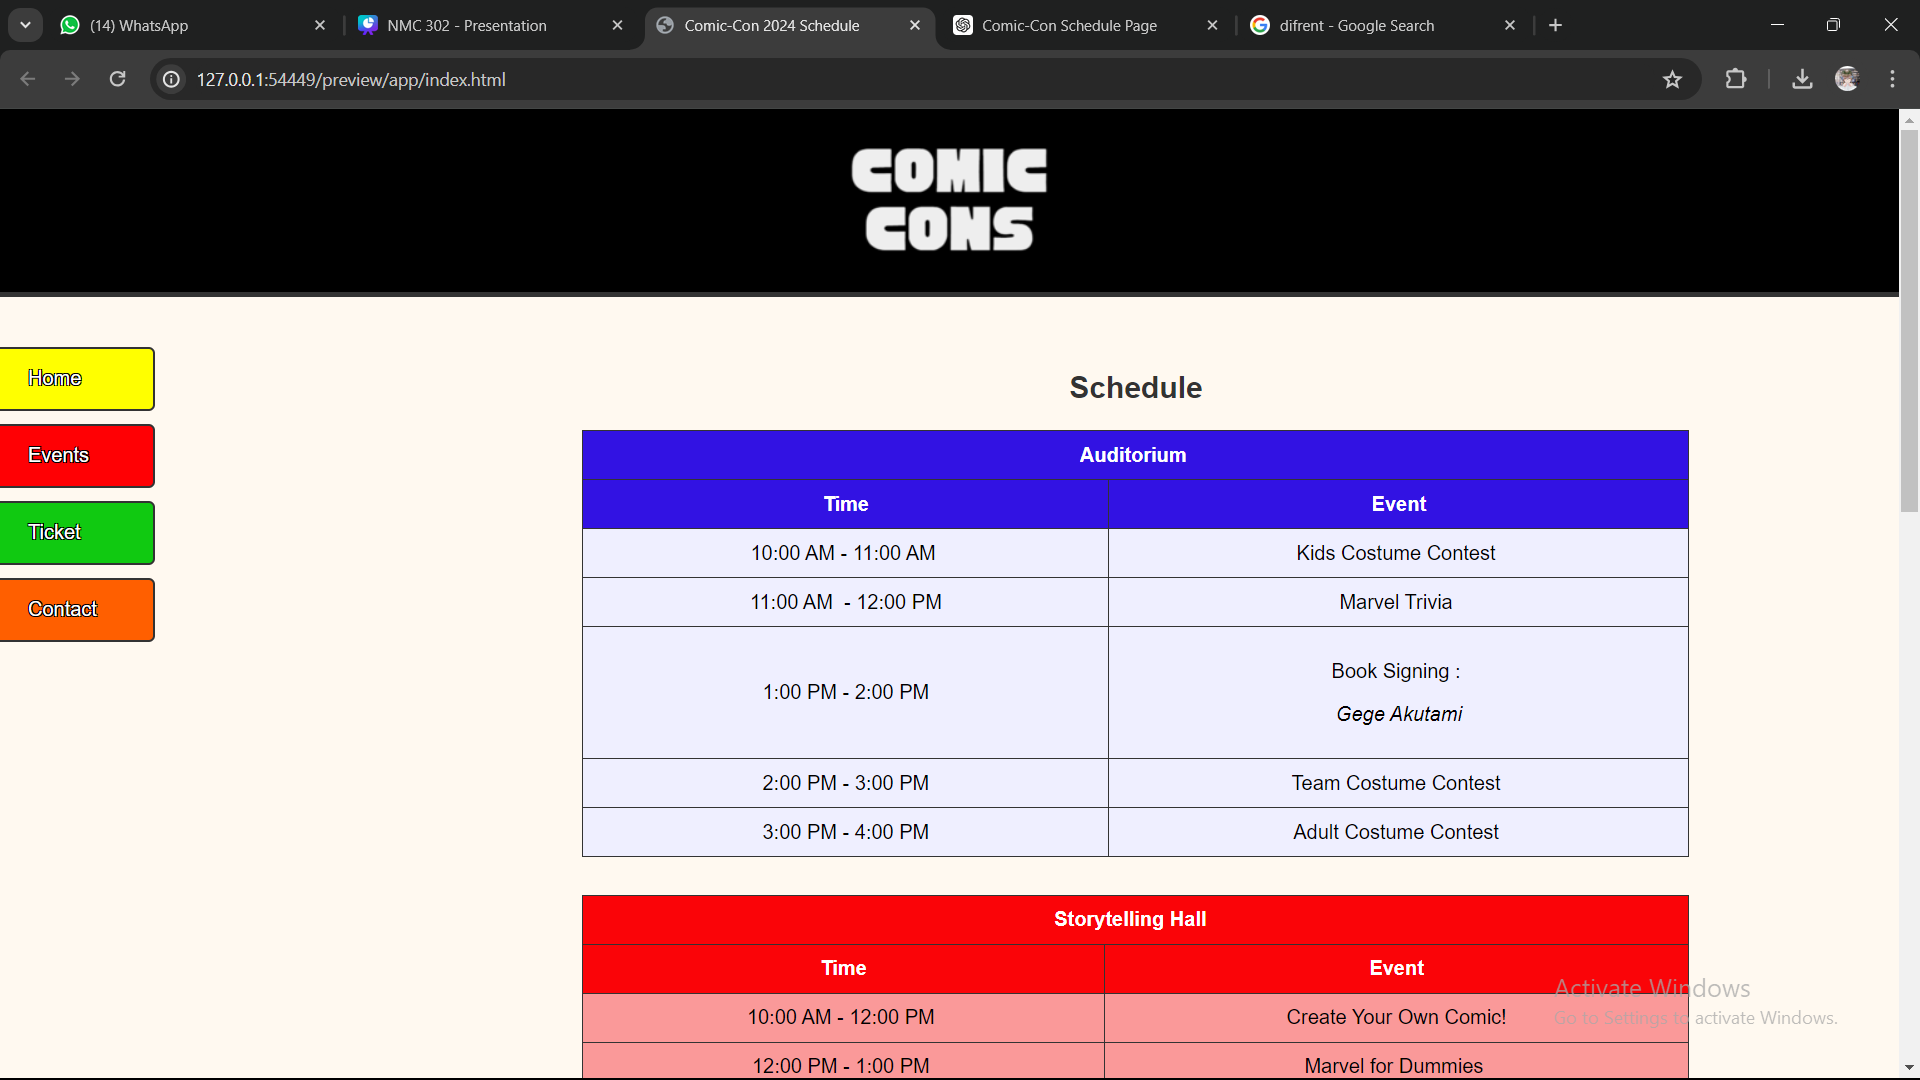 (14) WhatsApp
NMC 302 - Presentation
Comic-Con 2024 Schedule
Comic-Con Schedule Page
difrent - Google Search
127.0.0.1:54449/preview/app/index.html
COMIC
CONS
Home
Events
Ticket
Contact
Schedule
Auditorium
Time Event
10:00 AM - 11:00 AM Kids Costume Contest
11:00 AM - 12:00 PM Marvel Trivia
1:00 PM - 2:00 PM Book Signing :
Gege Akutami
2:00 PM - 3:00 PM Team Costume Contest
3:00 PM - 4:00 PM Adult Costume Contest
Storytelling Hall
Time Event
10:00 AM - 12:00 PM Create Your Own Comic!
12:00 PM - 1:00 PM Marvel for Dummies
Activate Windows
Go to Settings to activate Windows.